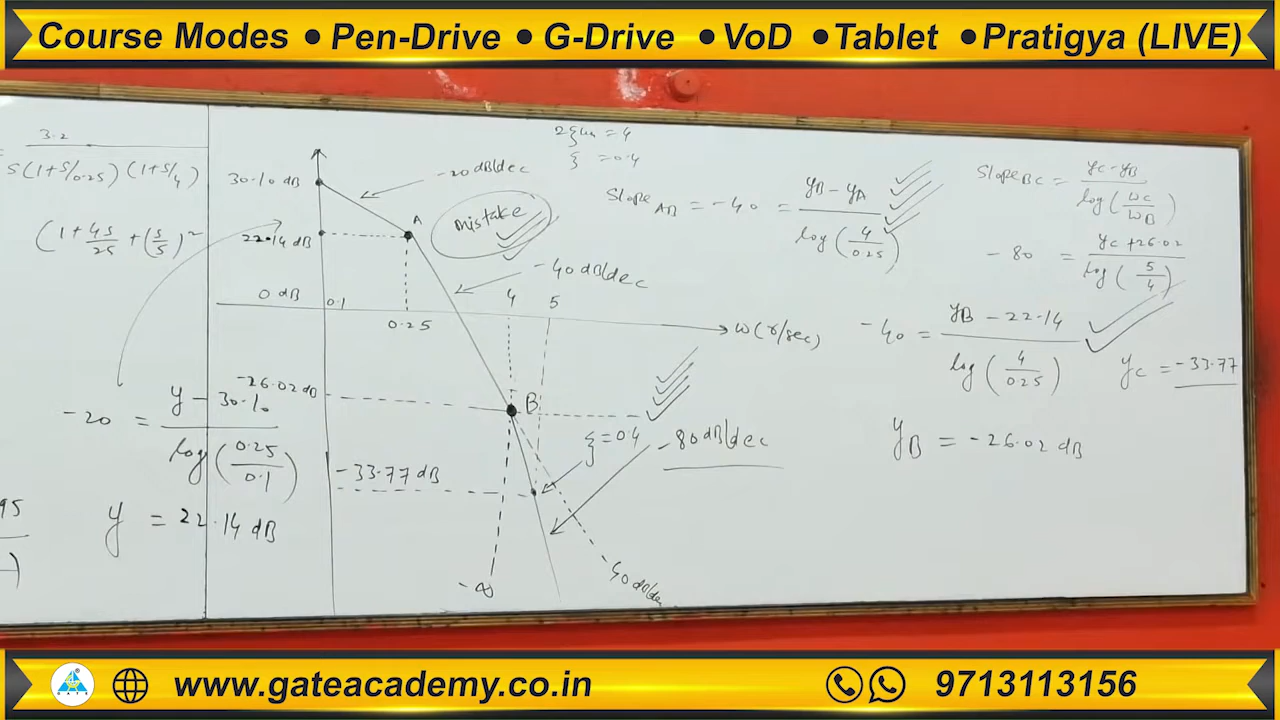 Course Modes • Pen-Drive • G-Drive • VoD • Tablet • Pratigya (LIVE)
3.2
S(1+S/0.25) (1+S/4)
(1+4S/25+(S/5)²
-20 = y - 30.10 / log(0.25/0.1)
y = 22.14 dB
95
30.10 dB
-20 dB/dec
A
mistake
22.14 dB
-40 dB/dec
0 dB
0.1
0.25
4
5
ω(r/sec)
-26.02 dB
B
ξ = 0.4
-80 dB/dec
-33.77 dB
-∞
40 dB/dec
2ξωn = 4
ξ = 0.4
Slope AB = -40 = yB - yA / log(4/0.25)
-40 = yB - 22.14 / log(4/0.25)
yB = -26.02 dB
Slope BC = yC - yB / log(ωC/ωB)
-80 = yC + 26.02 / log(5/4)
yC = -33.77
www.gateacademy.co.in
9713113156